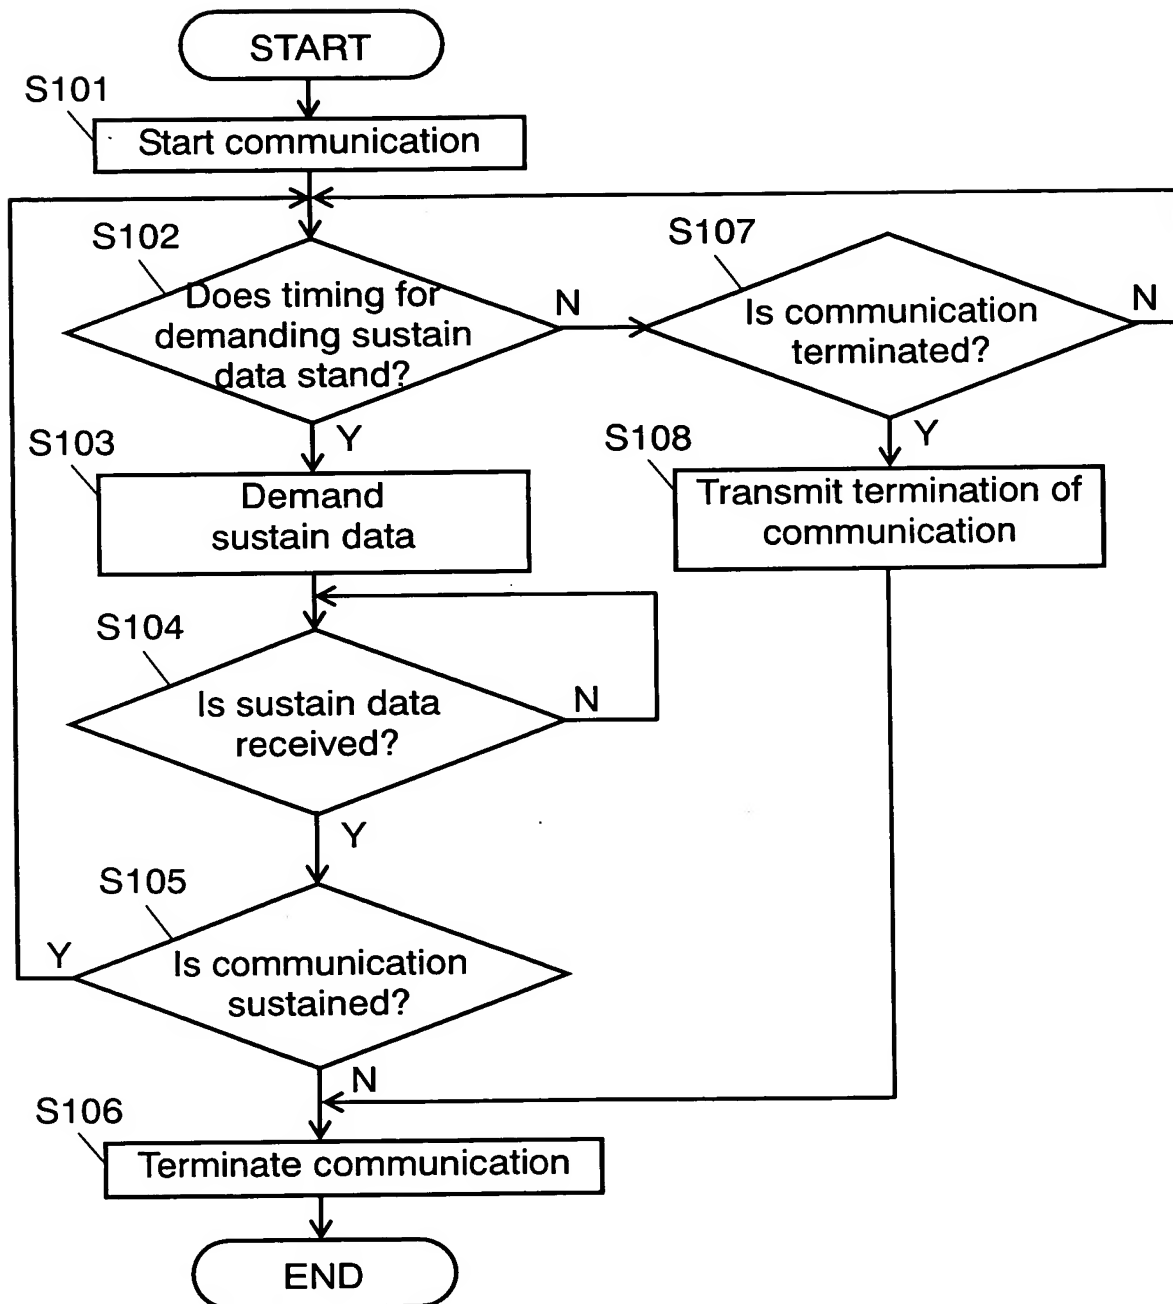 START
S101
Start communication
S102
Does timing for
demanding sustain
data stand?
N
Y
S107
Is communication
terminated?
N
Y
S103
Demand
sustain data
S108
Transmit termination of
communication
S104
Is sustain data
received?
N
Y
S105
Y
Is communication
sustained?
N
S106
Terminate communication
END